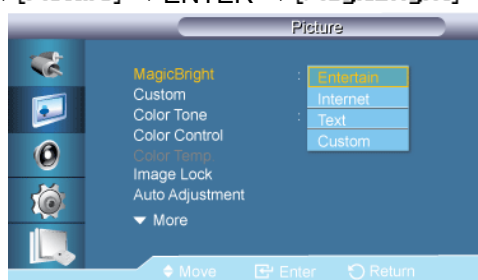 ENTER
Picture
MagicBright : Entertain
Custom Internet
Color Tone : Text
Color Control Custom
Color Temp.
Image Lock
Auto Adjustment
▼ More
Move Enter Return